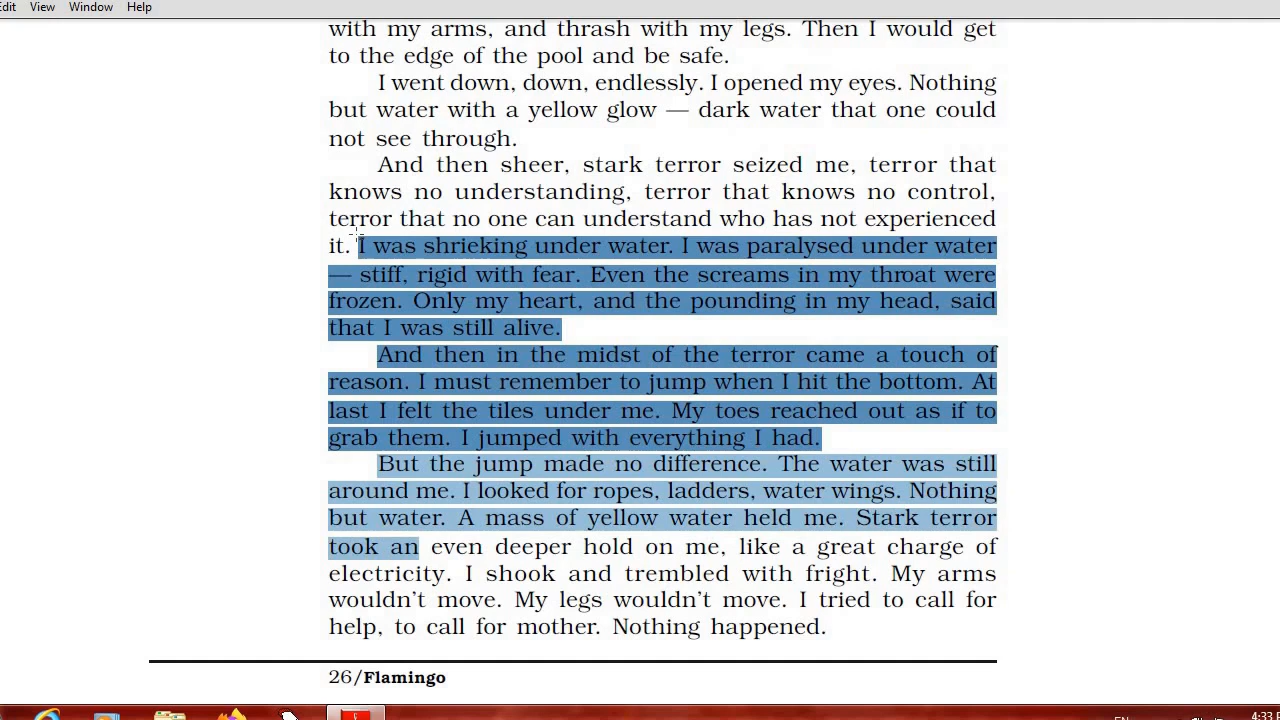 Edit View Window Help
with my arms, and thrash with my legs. Then I would get
to the edge of the pool and be safe.
I went down, down, endlessly. I opened my eyes. Nothing
but water with a yellow glow — dark water that one could
not see through.
And then sheer, stark terror seized me, terror that
knows no understanding, terror that knows no control,
terror that no one can understand who has not experienced
it. I was shrieking under water. I was paralysed under water
— stiff, rigid with fear. Even the screams in my throat were
frozen. Only my heart, and the pounding in my head, said
that I was still alive.
And then in the midst of the terror came a touch of
reason. I must remember to jump when I hit the bottom. At
last I felt the tiles under me. My toes reached out as if to
grab them. I jumped with everything I had.
But the jump made no difference. The water was still
around me. I looked for ropes, ladders, water wings. Nothing
but water. A mass of yellow water held me. Stark terror
took an even deeper hold on me, like a great charge of
electricity. I shook and trembled with fright. My arms
wouldn't move. My legs wouldn't move. I tried to call for
help, to call for mother. Nothing happened.
26/Flamingo
4:33